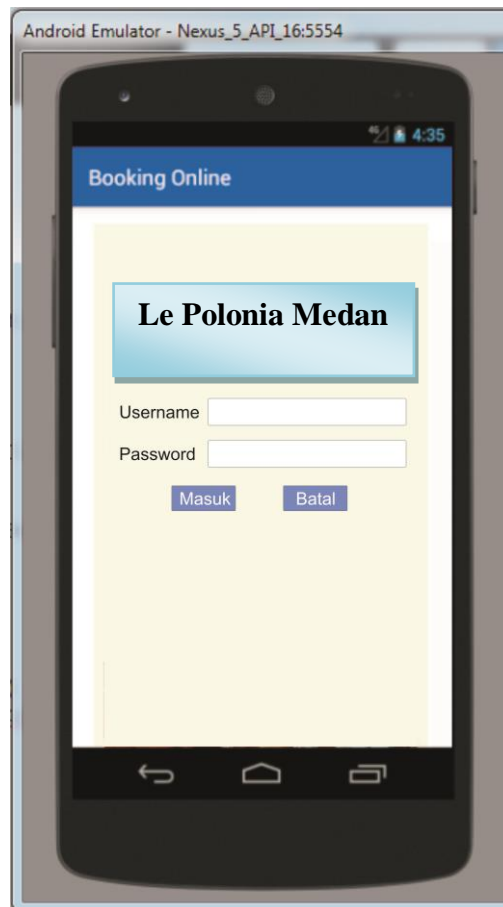 Android Emulator - Nexus_5_API_16:5554
4:35
Booking Online
Le Polonia Medan
Username
Password
Masuk Batal